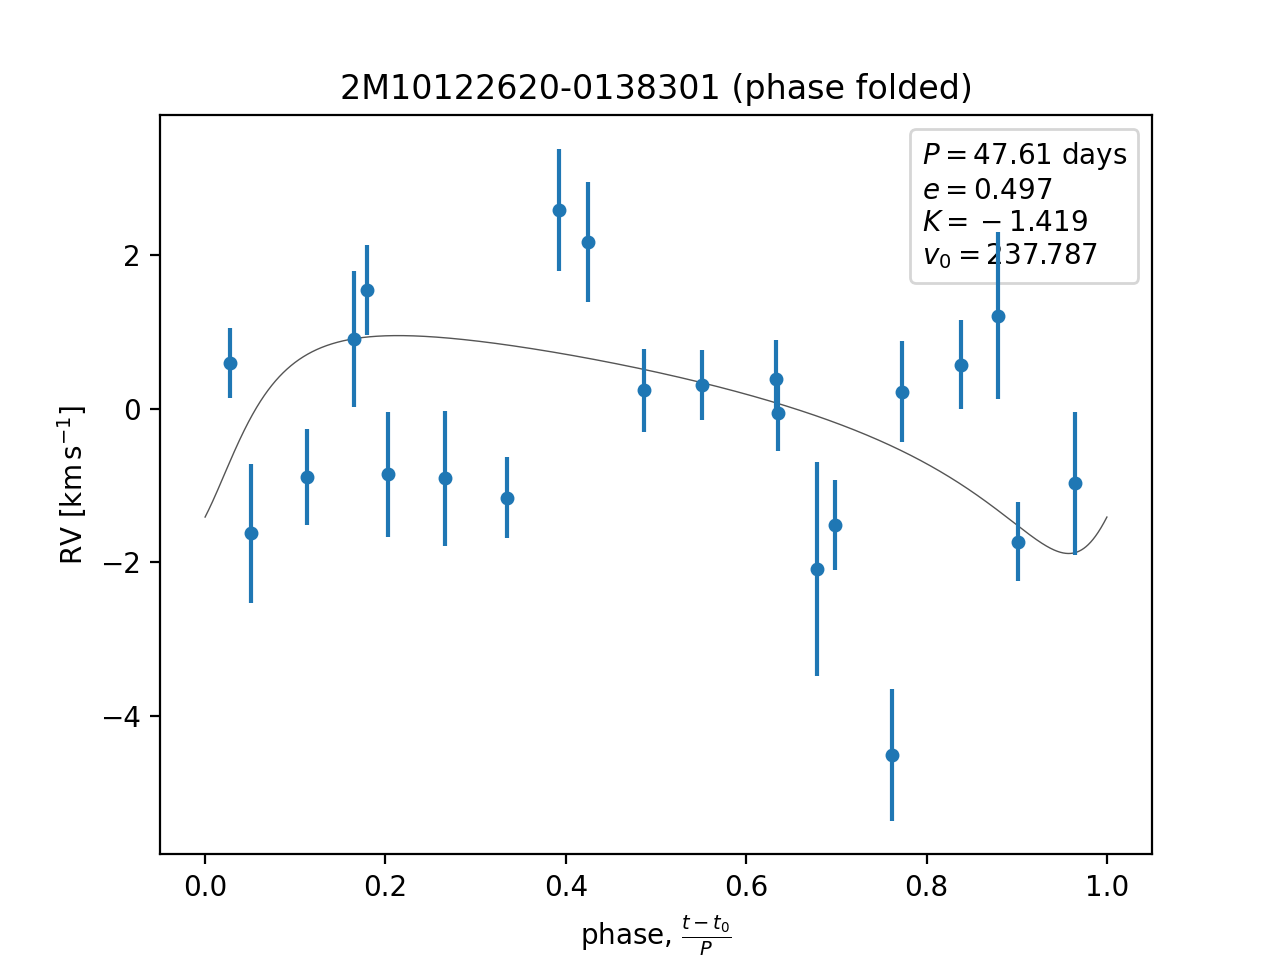 2M10122620-0138301 (phase folded)
P = 47.61 days
e = 0.497
K = −1.419
v₀ = 237.787
RV [km s⁻¹]
2
0
−2
−4
0.0 0.2 0.4 0.6 0.8 1.0
phase, (t − t₀)/P